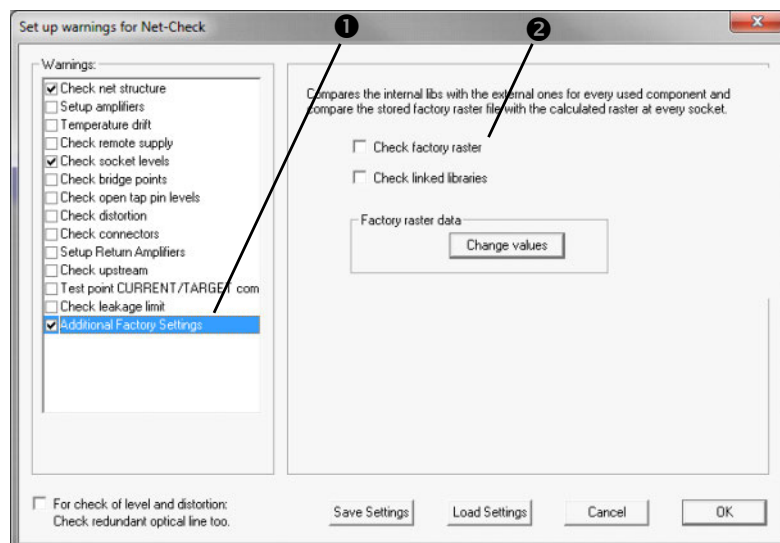 Set up warnings for Net-Check
❶
❷
Warnings:
Check net structure
Setup amplifiers
Temperature drift
Check remote supply
Check socket levels
Check bridge points
Check open tap pin levels
Check distortion
Check connectors
Setup Return Amplifiers
Check upstream
Test point CURRENT/TARGET com
Check leakage limit
Additional Factory Settings
Compares the internal libs with the external ones for every used component and
compare the stored factory raster file with the calculated raster at every socket.
Check factory raster
Check linked libraries
Factory raster data
Change values
For check of level and distortion:
Check redundant optical line too.
Save Settings
Load Settings
Cancel
OK